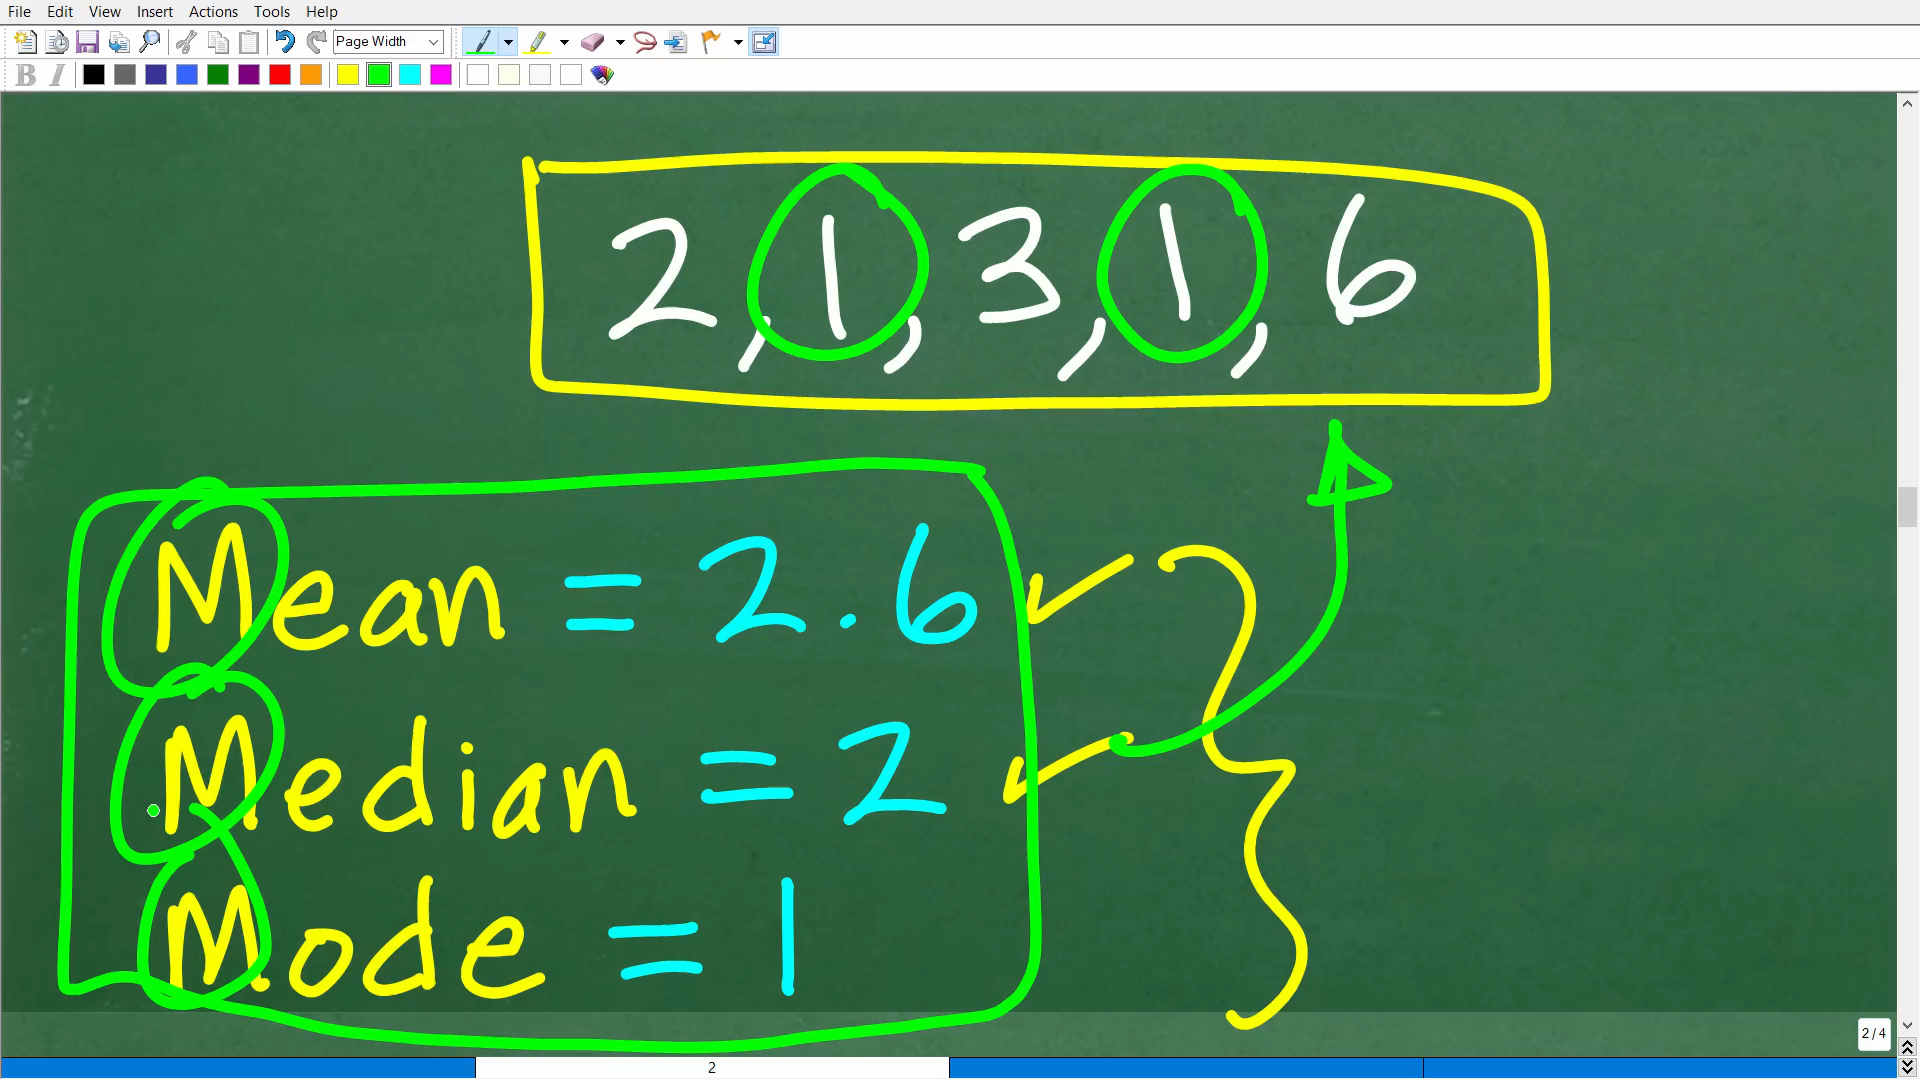 File Edit View Insert Actions Tools Help
Page Width
B I
2, 1, 3, 1, 6
Mean = 2.6
Median = 2
Mode = 1
2 / 4
2